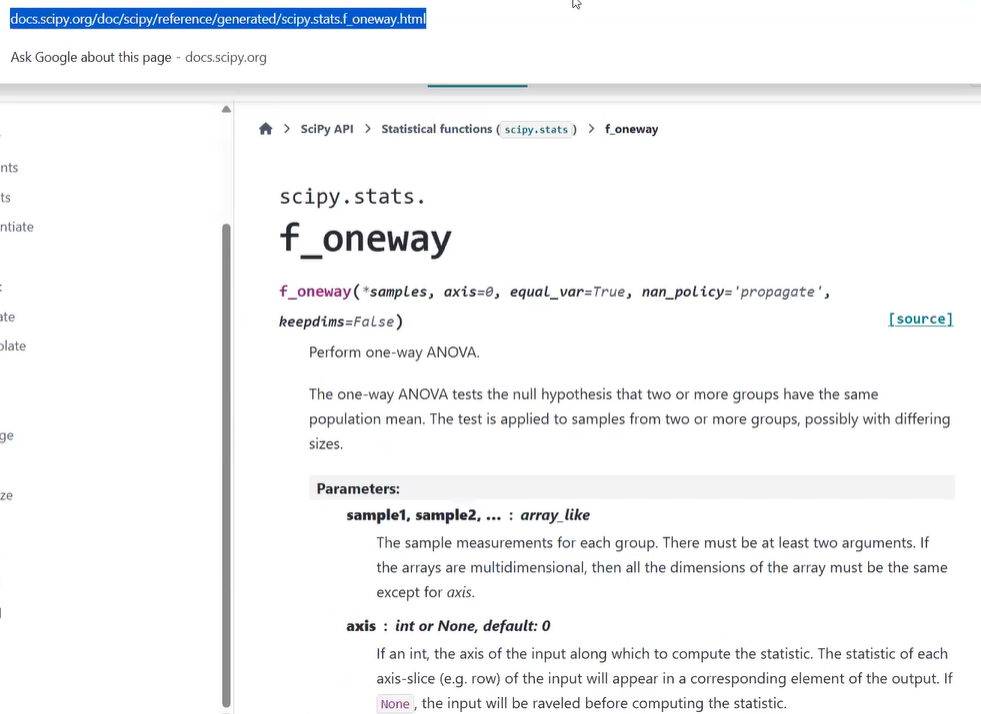 docs.scipy.org/doc/scipy/reference/generated/scipy.stats.f_oneway.html
Ask Google about this page - docs.scipy.org
SciPy API > Statistical functions (scipy.stats) > f_oneway
nts
ts
ntiate
ate
ge
ze
scipy.stats.
f_oneway
f_oneway(*samples, axis=0, equal_var=True, nan_policy='propagate',
keepdims=False)
[source]
Perform one-way ANOVA.
The one-way ANOVA tests the null hypothesis that two or more groups have the same
population mean. The test is applied to samples from two or more groups, possibly with differing
sizes.
Parameters:
sample1, sample2, ... : array_like
The sample measurements for each group. There must be at least two arguments. If
the arrays are multidimensional, then all the dimensions of the array must be the same
except for axis.
axis : int or None, default: 0
If an int, the axis of the input along which to compute the statistic. The statistic of each
axis-slice (e.g. row) of the input will appear in a corresponding element of the output. If
None, the input will be raveled before computing the statistic.